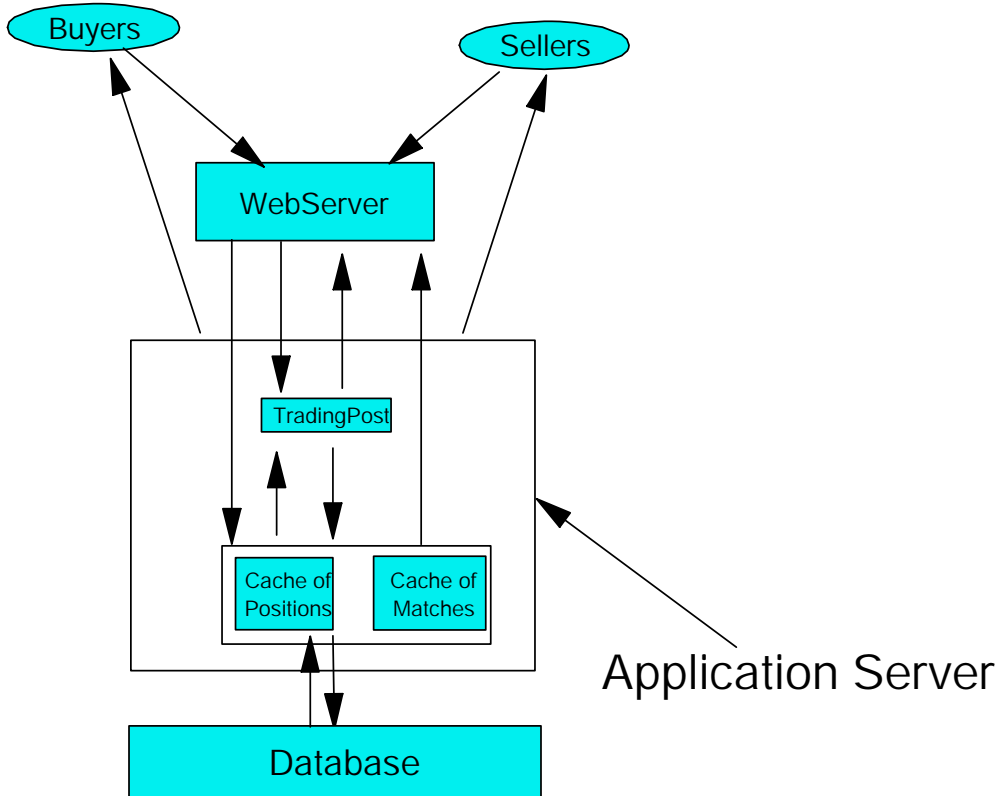 Buyers
Sellers
WebServer
TradingPost
Cache of
Positions
Cache of
Matches
Application Server
Database